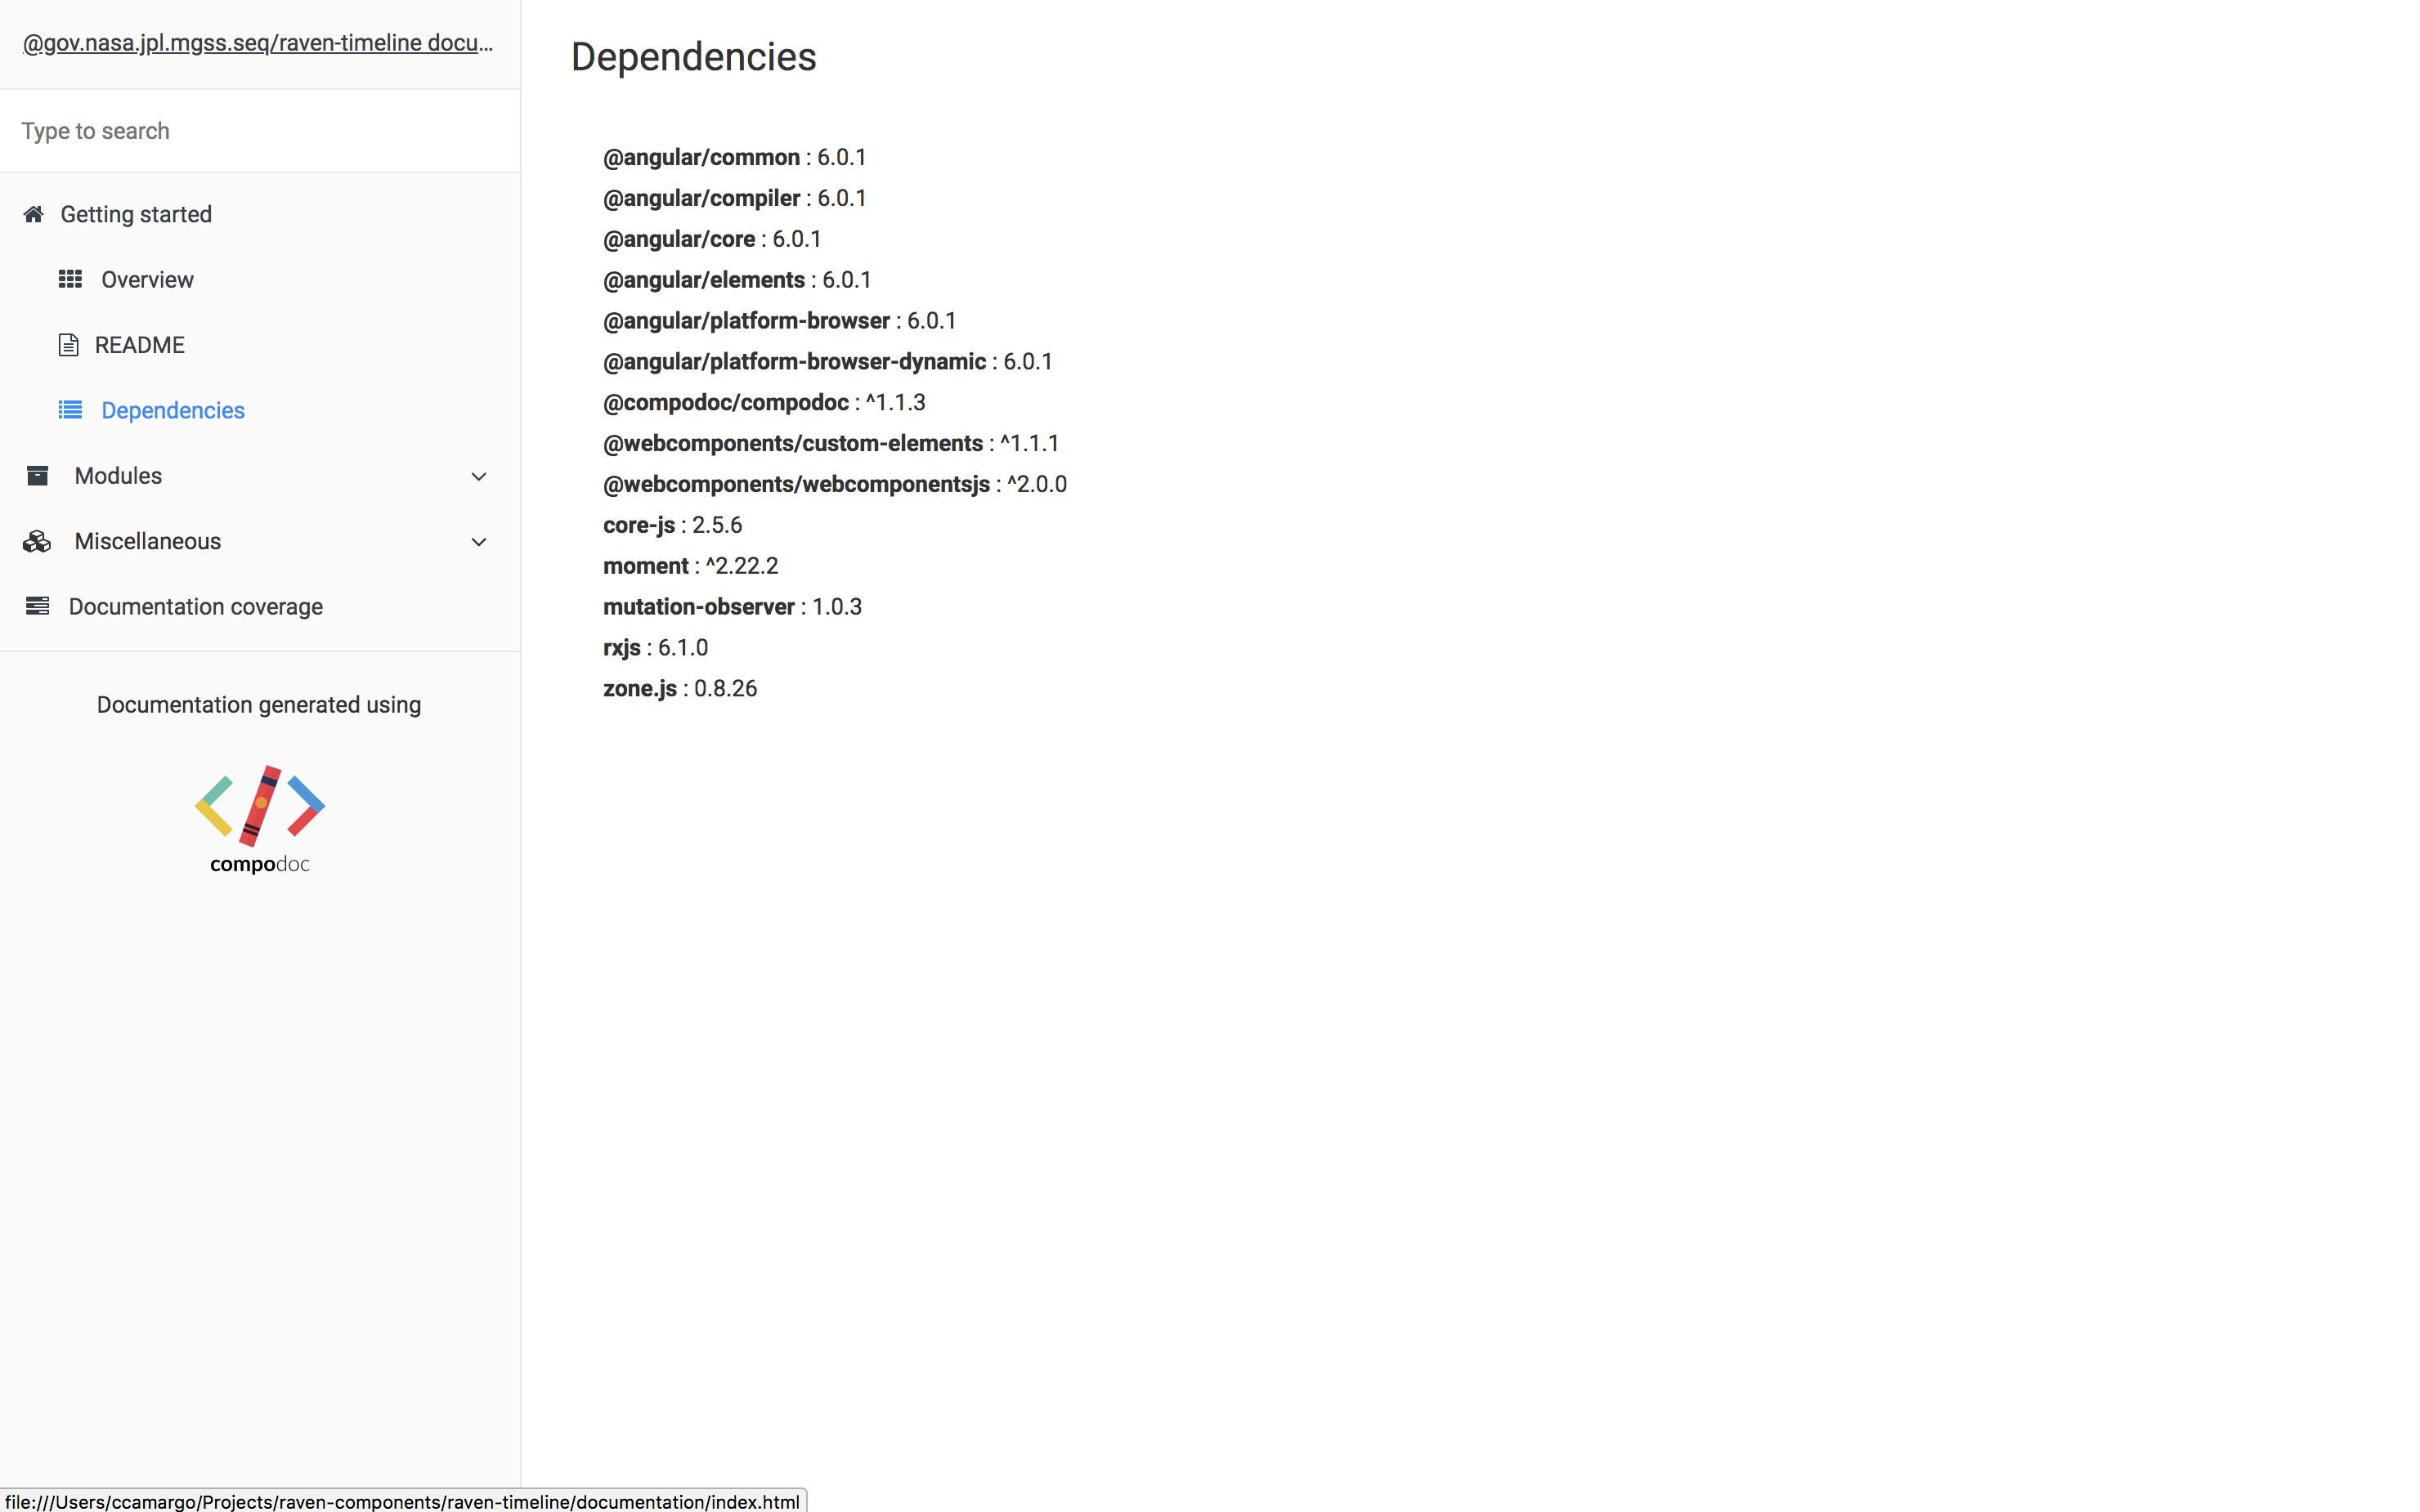 @gov.nasa.jpl.mgss.seq/raven-timeline docu...
Type to search
Getting started
Overview
README
Dependencies
Modules
Miscellaneous
Documentation coverage
Documentation generated using
compodoc
Dependencies
@angular/common : 6.0.1
@angular/compiler : 6.0.1
@angular/core : 6.0.1
@angular/elements : 6.0.1
@angular/platform-browser : 6.0.1
@angular/platform-browser-dynamic : 6.0.1
@compodoc/compodoc : ^1.1.3
@webcomponents/custom-elements : ^1.1.1
@webcomponents/webcomponentsjs : ^2.0.0
core-js : 2.5.6
moment : ^2.22.2
mutation-observer : 1.0.3
rxjs : 6.1.0
zone.js : 0.8.26
file:///Users/ccamargo/Projects/raven-components/raven-timeline/documentation/index.html